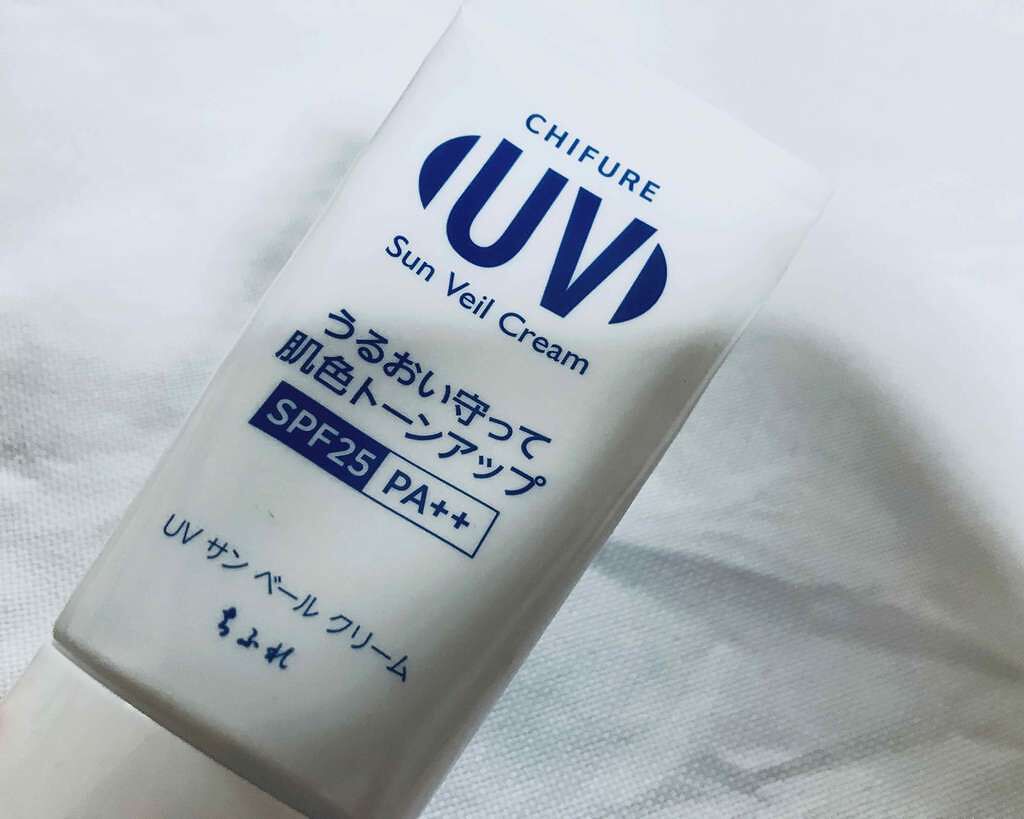 CHIFURE
UV
Sun Veil Cream
うるおい守って
肌色トーンアップ
SPF25 PA++
UV サン ベール クリーム
ちふれ